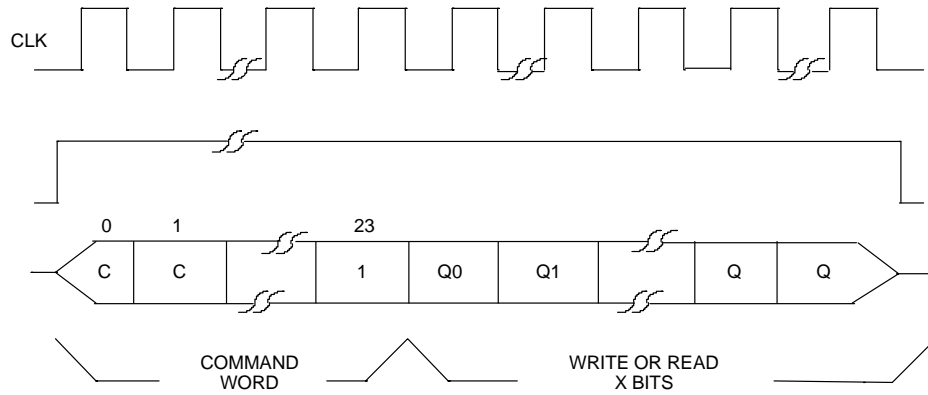 CLK
0 1 23
C C 1 Q0 Q1 Q Q
COMMAND WORD
WRITE OR READ X BITS